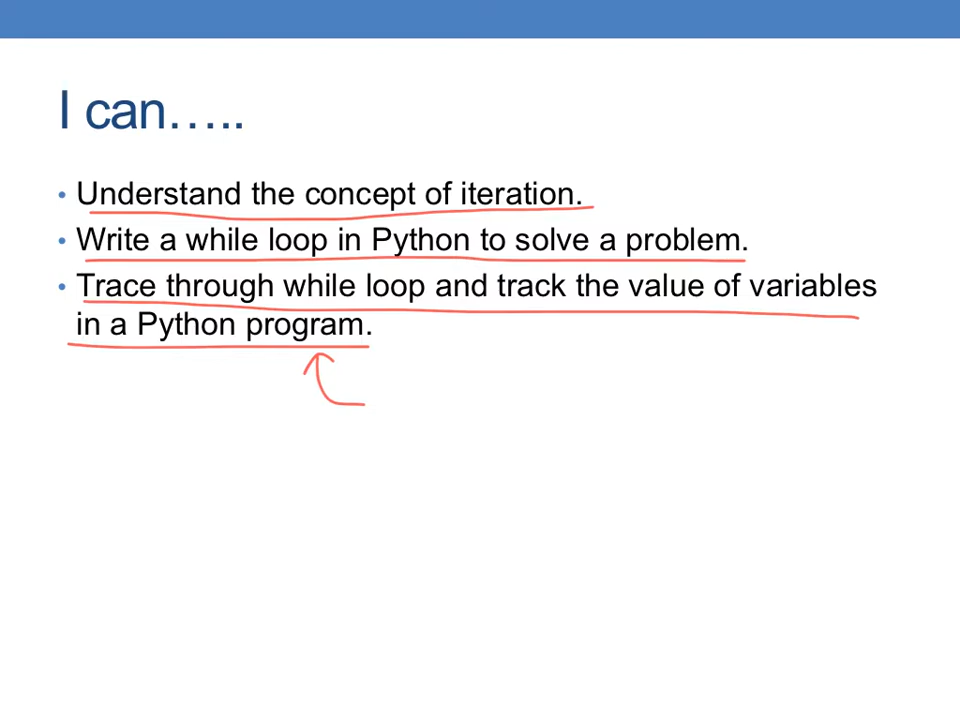 I can…..
• Understand the concept of iteration.
• Write a while loop in Python to solve a problem.
• Trace through while loop and track the value of variables
in a Python program.